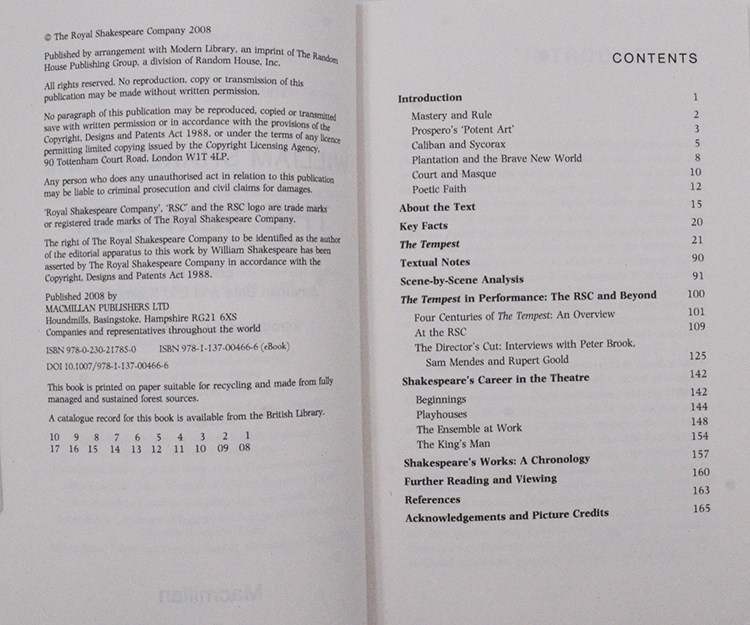 © The Royal Shakespeare Company 2008
Published by arrangement with Modern Library, an imprint of The Random
House Publishing Group, a division of Random House, Inc.
All rights reserved. No reproduction, copy or transmission of this
publication may be made without written permission.
No paragraph of this publication may be reproduced, copied or transmitted
save with written permission or in accordance with the provisions of the
Copyright, Designs and Patents Act 1988, or under the terms of any licence
permitting limited copying issued by the Copyright Licensing Agency,
90 Tottenham Court Road, London W1T 4LP.
Any person who does any unauthorised act in relation to this publication
may be liable to criminal prosecution and civil claims for damages.
'Royal Shakespeare Company', 'RSC' and the RSC logo are trade marks
or registered trade marks of The Royal Shakespeare Company.
The right of The Royal Shakespeare Company to be identified as the author
of the editorial apparatus to this work by William Shakespeare has been
asserted by The Royal Shakespeare Company in accordance with the
Copyright, Designs and Patents Act 1988.
Published 2008 by
MACMILLAN PUBLISHERS LTD
Houndmills, Basingstoke, Hampshire RG21 6XS
Companies and representatives throughout the world
ISBN 978-0-230-21785-0 ISBN 978-1-137-00466-6 (eBook)
DOI 10.1007/978-1-137-00466-6
This book is printed on paper suitable for recycling and made from fully
managed and sustained forest sources.
A catalogue record for this book is available from the British Library.
10 9 8 7 6 5 4 3 2 1
17 16 15 14 13 12 11 10 09 08
CONTENTS
Introduction 1
Mastery and Rule 2
Prospero's 'Potent Art' 3
Caliban and Sycorax 5
Plantation and the Brave New World 8
Court and Masque 10
Poetic Faith 12
About the Text 15
Key Facts 20
The Tempest 21
Textual Notes 90
Scene-by-Scene Analysis 91
The Tempest in Performance: The RSC and Beyond 100
Four Centuries of The Tempest: An Overview 101
At the RSC 109
The Director's Cut: Interviews with Peter Brook,
Sam Mendes and Rupert Goold 125
Shakespeare's Career in the Theatre 142
Beginnings 142
Playhouses 144
The Ensemble at Work 148
The King's Man 154
Shakespeare's Works: A Chronology 157
Further Reading and Viewing 160
References 163
Acknowledgements and Picture Credits 165